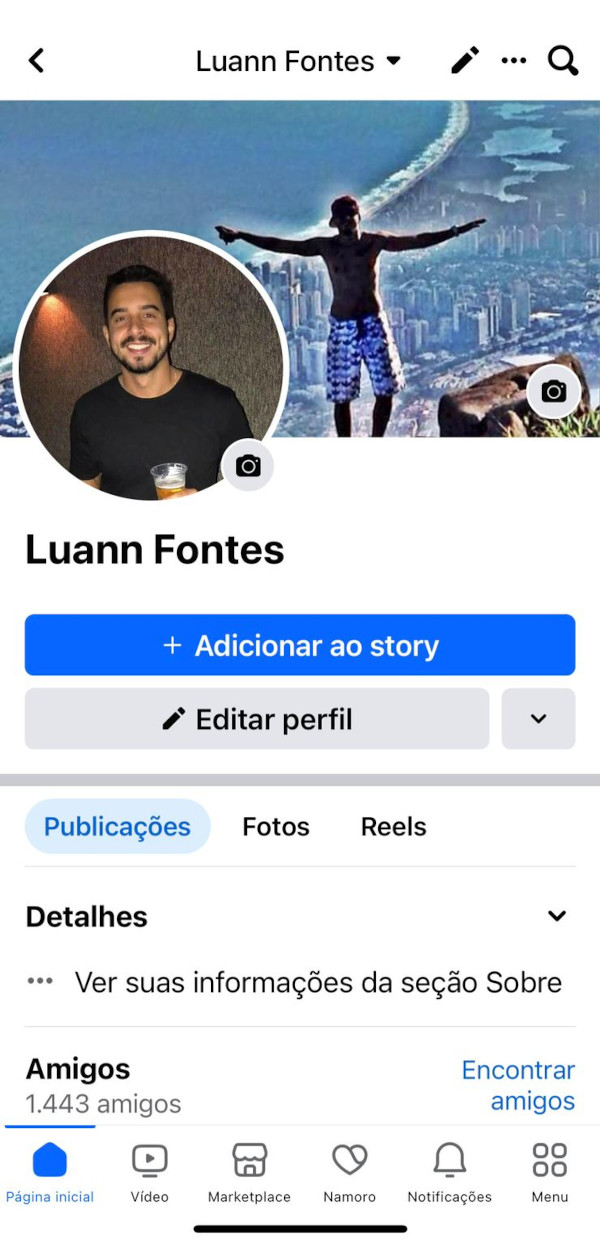 Luann Fontes
Luann Fontes
+ Adicionar ao story
Editar perfil
Publicações Fotos Reels
Detalhes
Ver suas informações da seção Sobre
Amigos
1.443 amigos
Encontrar
amigos
Página inicial Vídeo Marketplace Namoro Notificações Menu